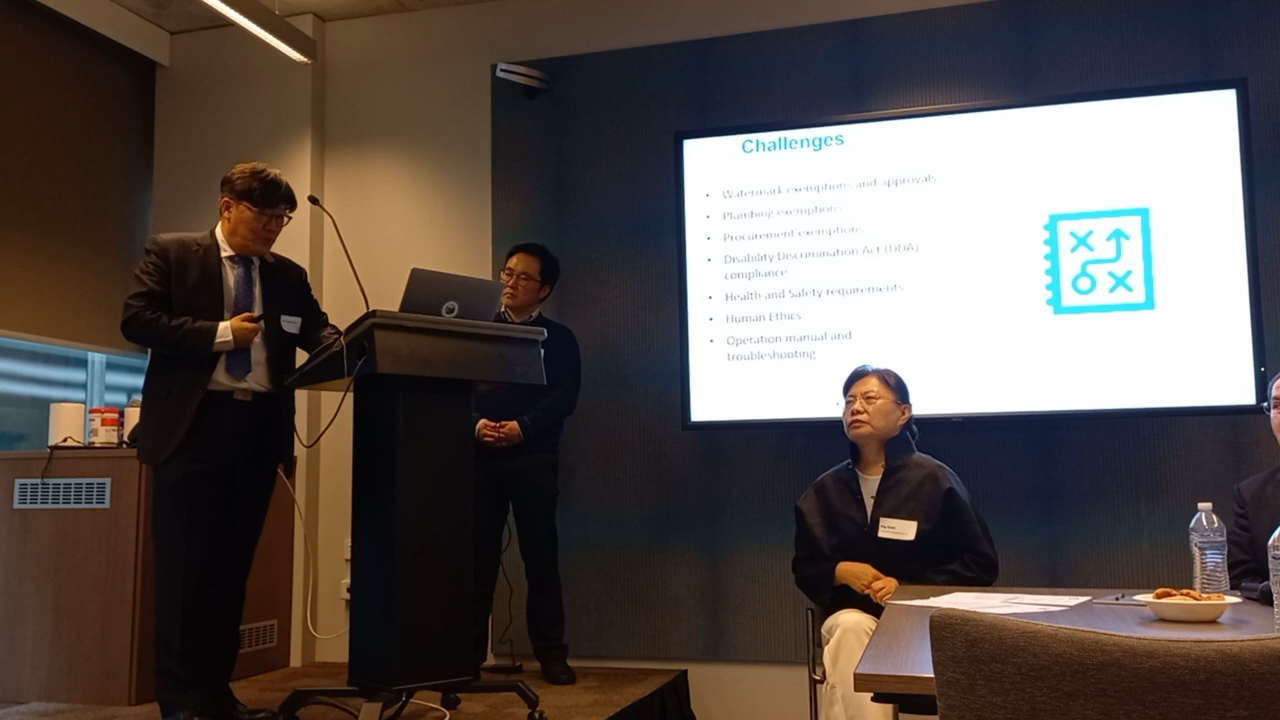 Challenges
• Watermark exemptions and approvals
• Plumbing exemptions
• Procurement exemptions
• Disability Discrimination Act (DDA)
compliance
• Health and Safety requirements
• Human Ethics
• Operation manual and
troubleshooting